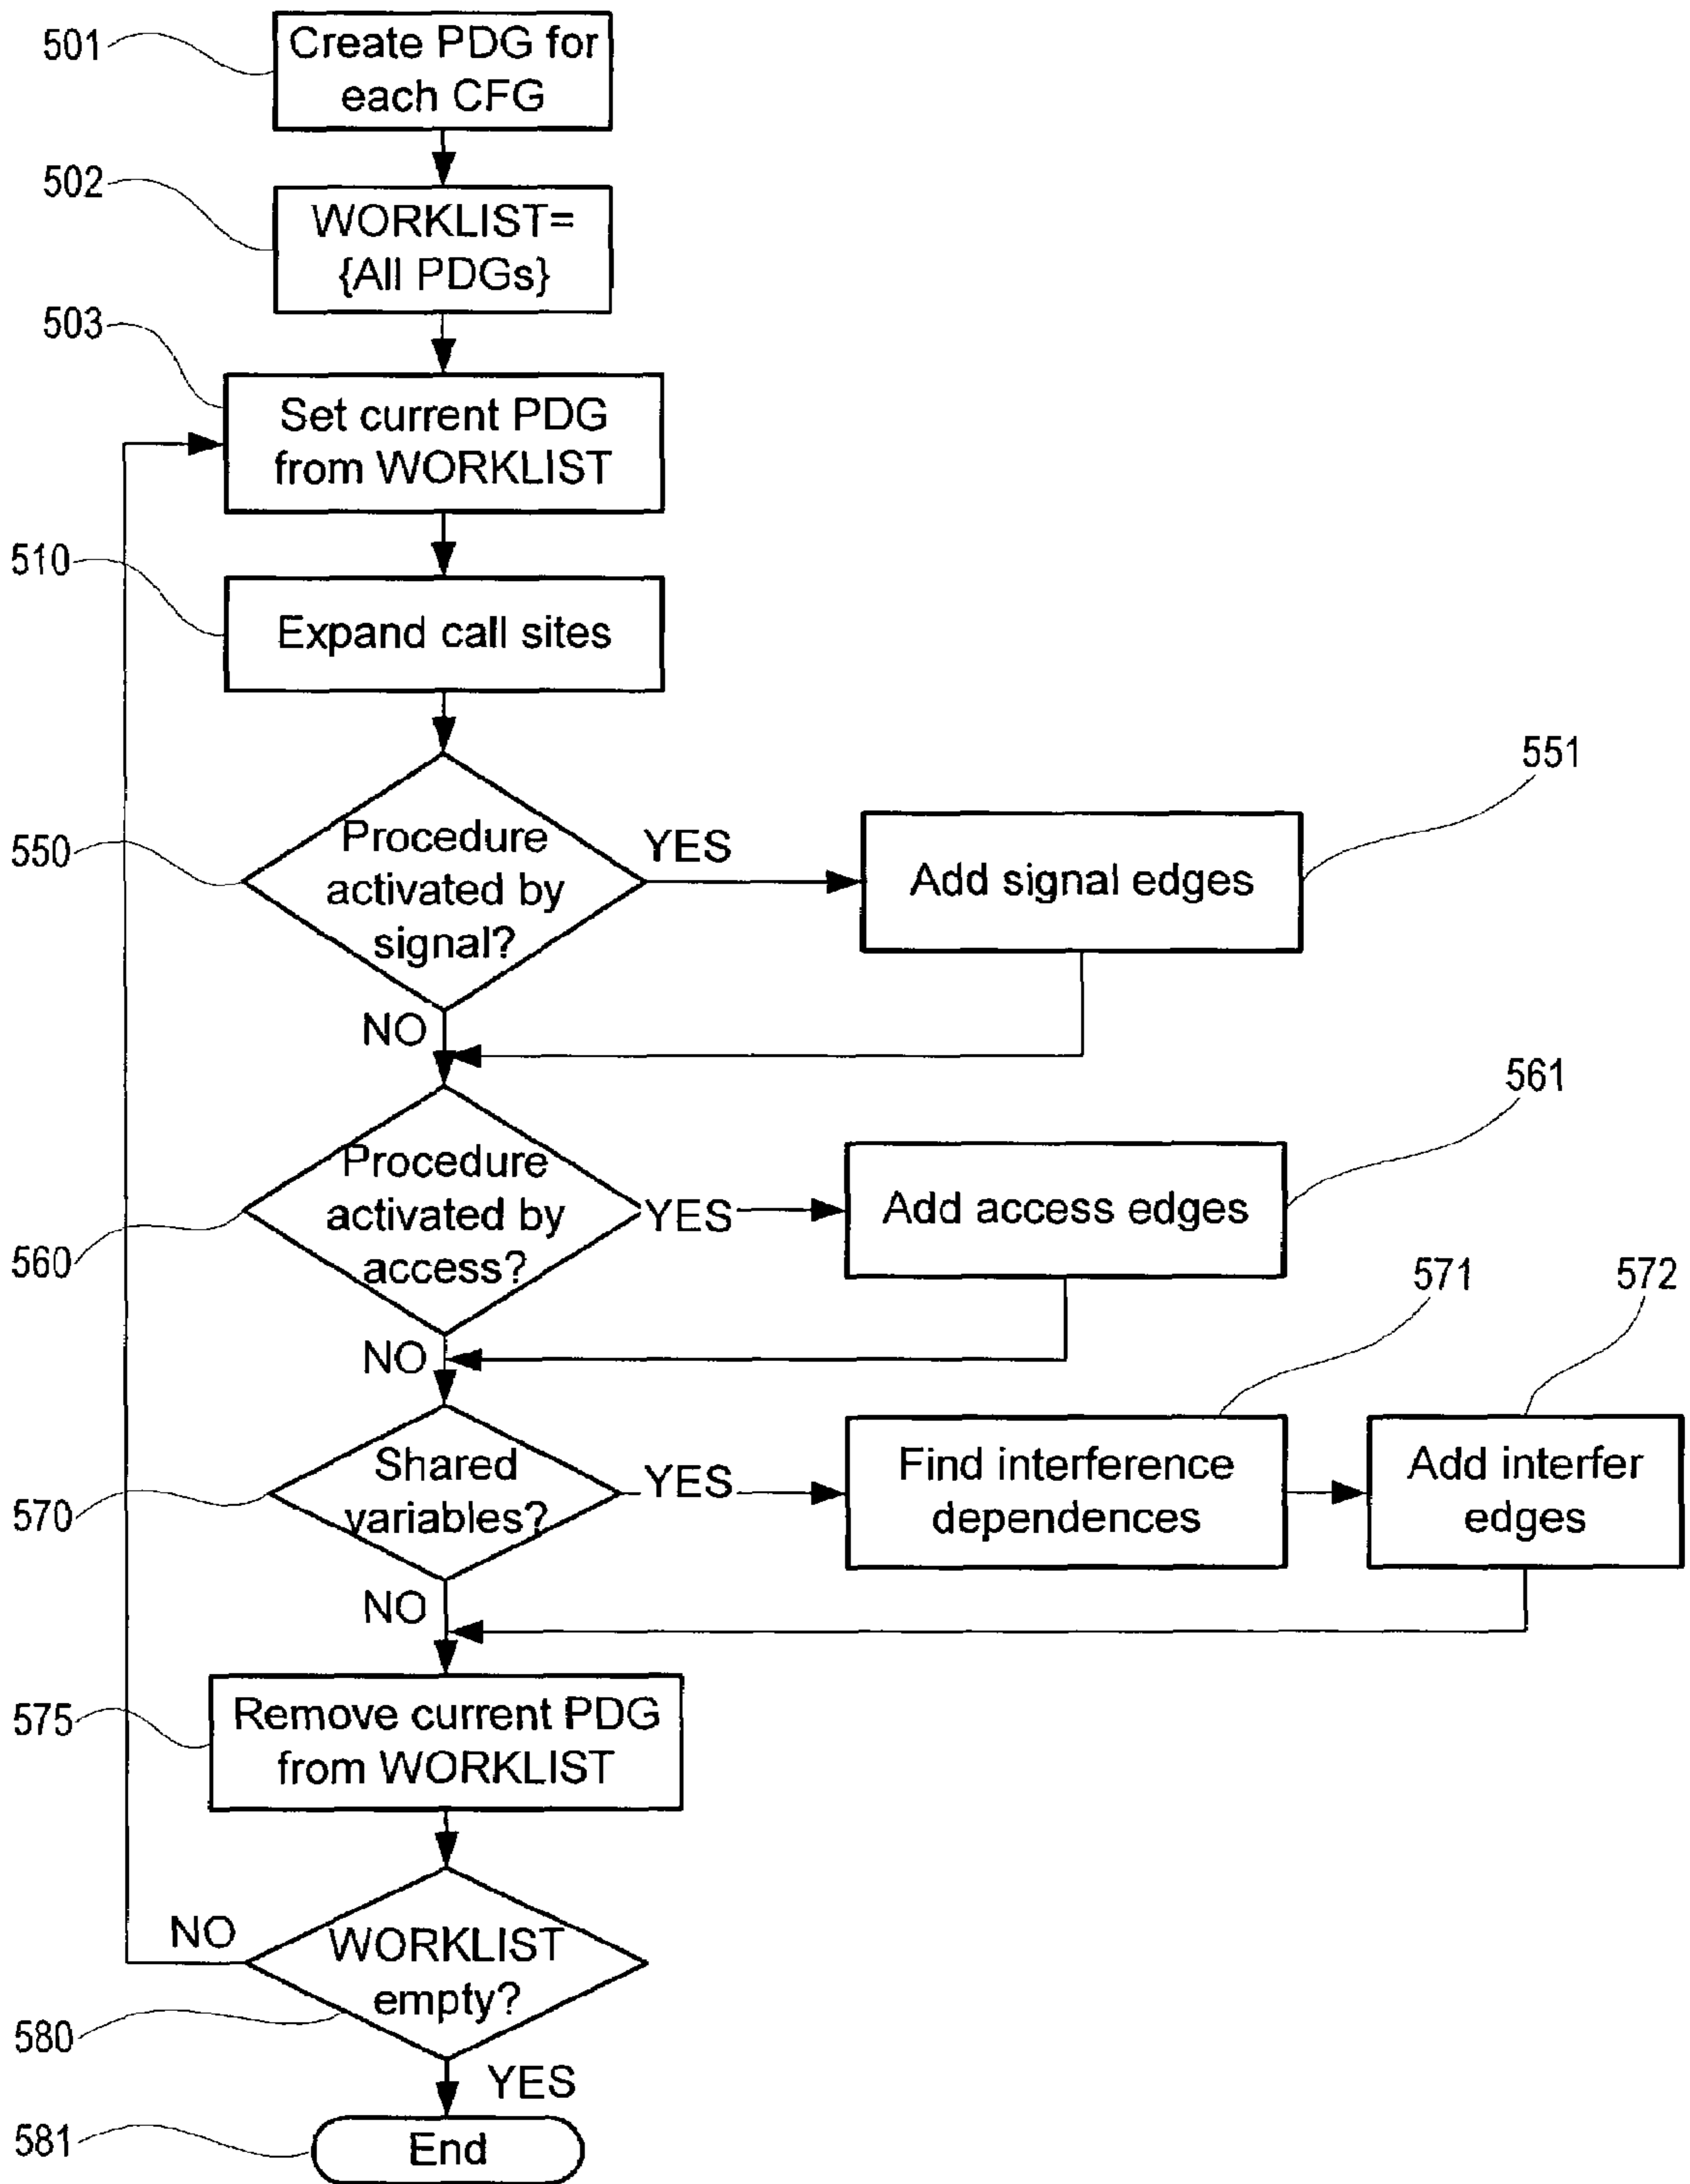 501
Create PDG for
each CFG
502
WORKLIST=
{All PDGs}
503
Set current PDG
from WORKLIST
510
Expand call sites
550
Procedure
activated by
signal?
YES
551
Add signal edges
NO
560
Procedure
activated by
access?
YES
561
Add access edges
NO
570
Shared
variables?
YES
571
Find interference
dependences
572
Add interfer
edges
NO
575
Remove current PDG
from WORKLIST
NO
580
WORKLIST
empty?
YES
581
End